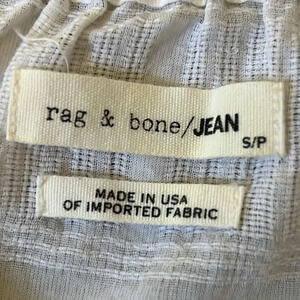 rag & bone/JEAN
S/P
MADE IN USA
OF IMPORTED FABRIC